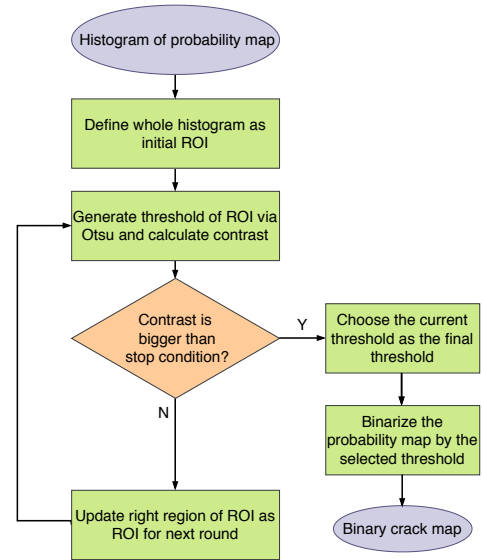 Histogram of probability map
Define whole histogram as
initial ROI
Generate threshold of ROI via
Otsu and calculate contrast
Contrast is
bigger than
stop condition?
Y
Choose the current
threshold as the final
threshold
N
Binarize the
probability map by the
selected threshold
Update right region of ROI as
ROI for next round
Binary crack map